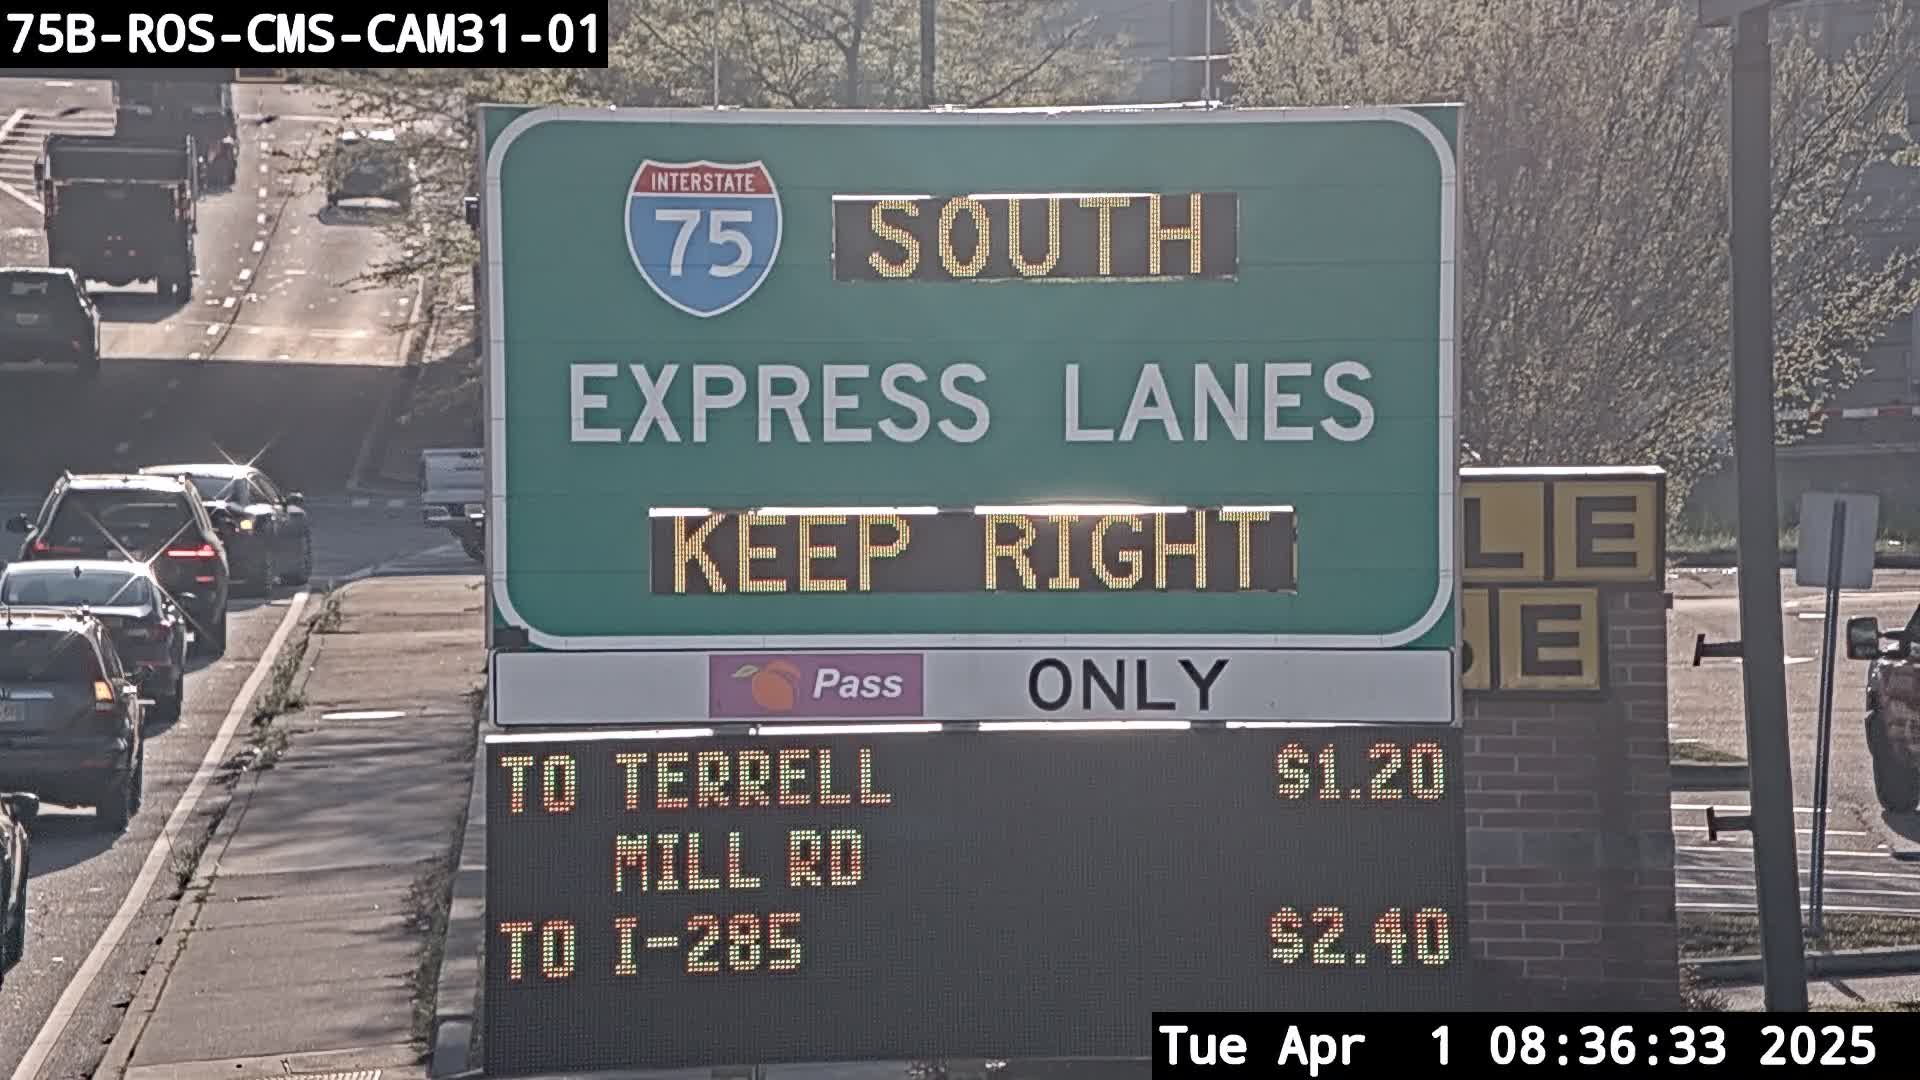 75B-ROS-CMS-CAM31-01
INTERSTATE
75
SOUTH
EXPRESS LANES
KEEP RIGHT
Pass ONLY
TO TERRELL $1.20
MILL RD
TO I-285 $2.40
LE
E
Tue Apr 1 08:36:33 2025